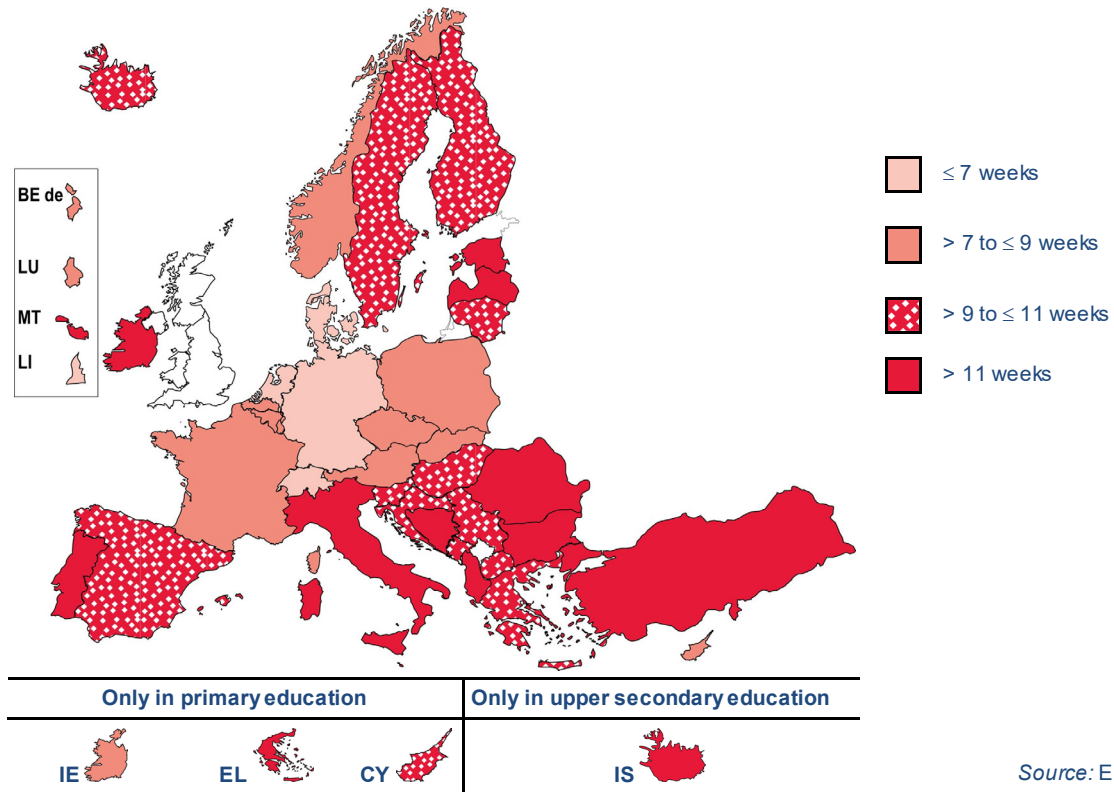 BE de
LU
MT
LI
≤ 7 weeks
> 7 to ≤ 9 weeks
> 9 to ≤ 11 weeks
> 11 weeks
Only in primary education
Only in upper secondary education
IE
EL
CY
IS
Source: E